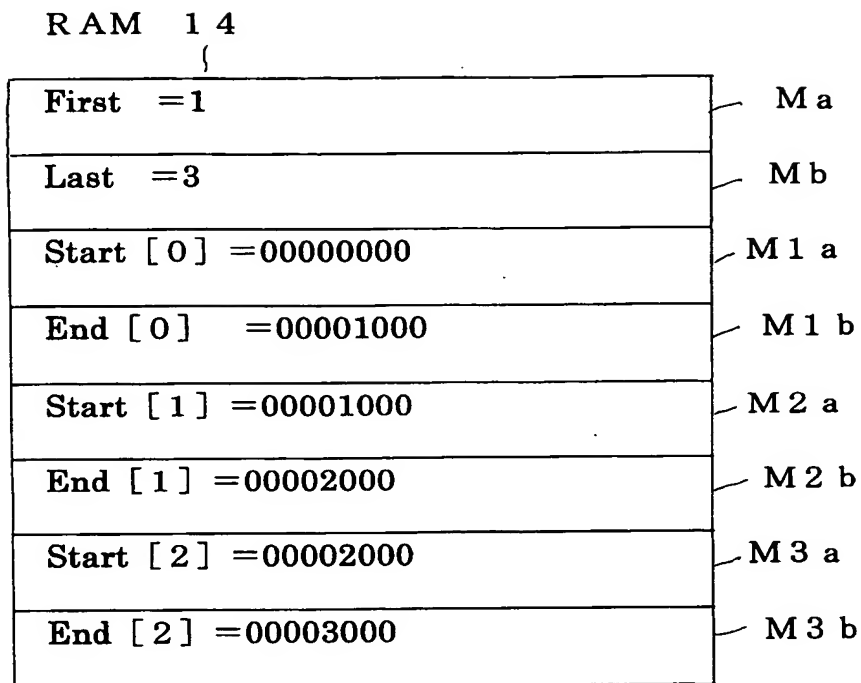 RAM 14
First =1 Ma
Last =3 Mb
Start [0] =00000000 M1a
End [0] =00001000 M1b
Start [1] =00001000 M2a
End [1] =00002000 M2b
Start [2] =00002000 M3a
End [2] =00003000 M3b